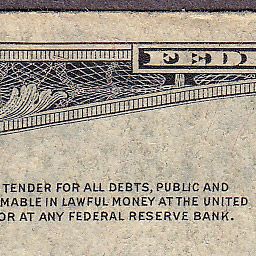 FED
TENDER FOR ALL DEBTS, PUBLIC AND
MABLE IN LAWFUL MONEY AT THE UNITED
OR AT ANY FEDERAL RESERVE BANK.